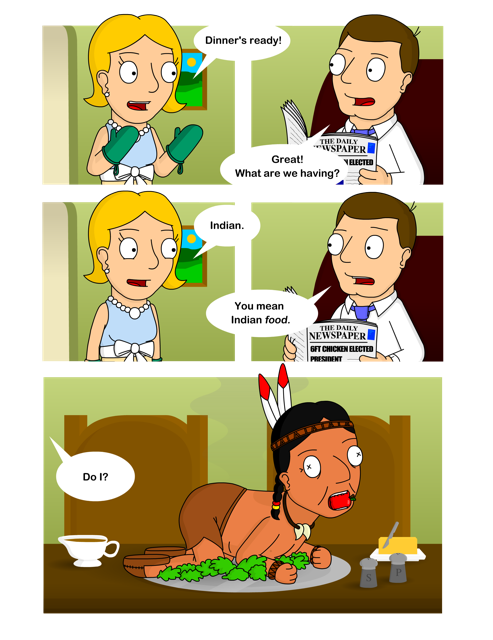 Dinner's ready!
THE DAILY
NEWSPAPER
N ELECTED
Great!
What are we having?
Indian.
You mean
Indian food.
THE DAILY
NEWSPAPER
6FT CHICKEN ELECTED
PRESIDENT
Do I?
S
P